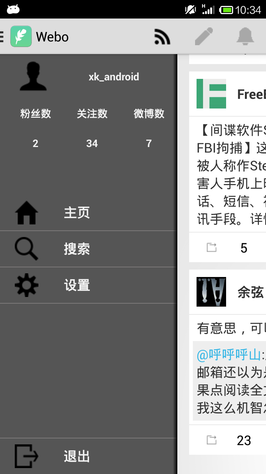 10:34
Webo
xk_android
粉丝数 关注数 微博数
2 34 7
主页
搜索
设置
退出
FreeB
【间谍软件S
FBI拘捕】这
被人称作Ste
害人手机上
话、短信、
讯手段。详
5
余弦
有意思，可
@呼呼呼山:
邮箱还以为
果点阅读全
我这么机智
23